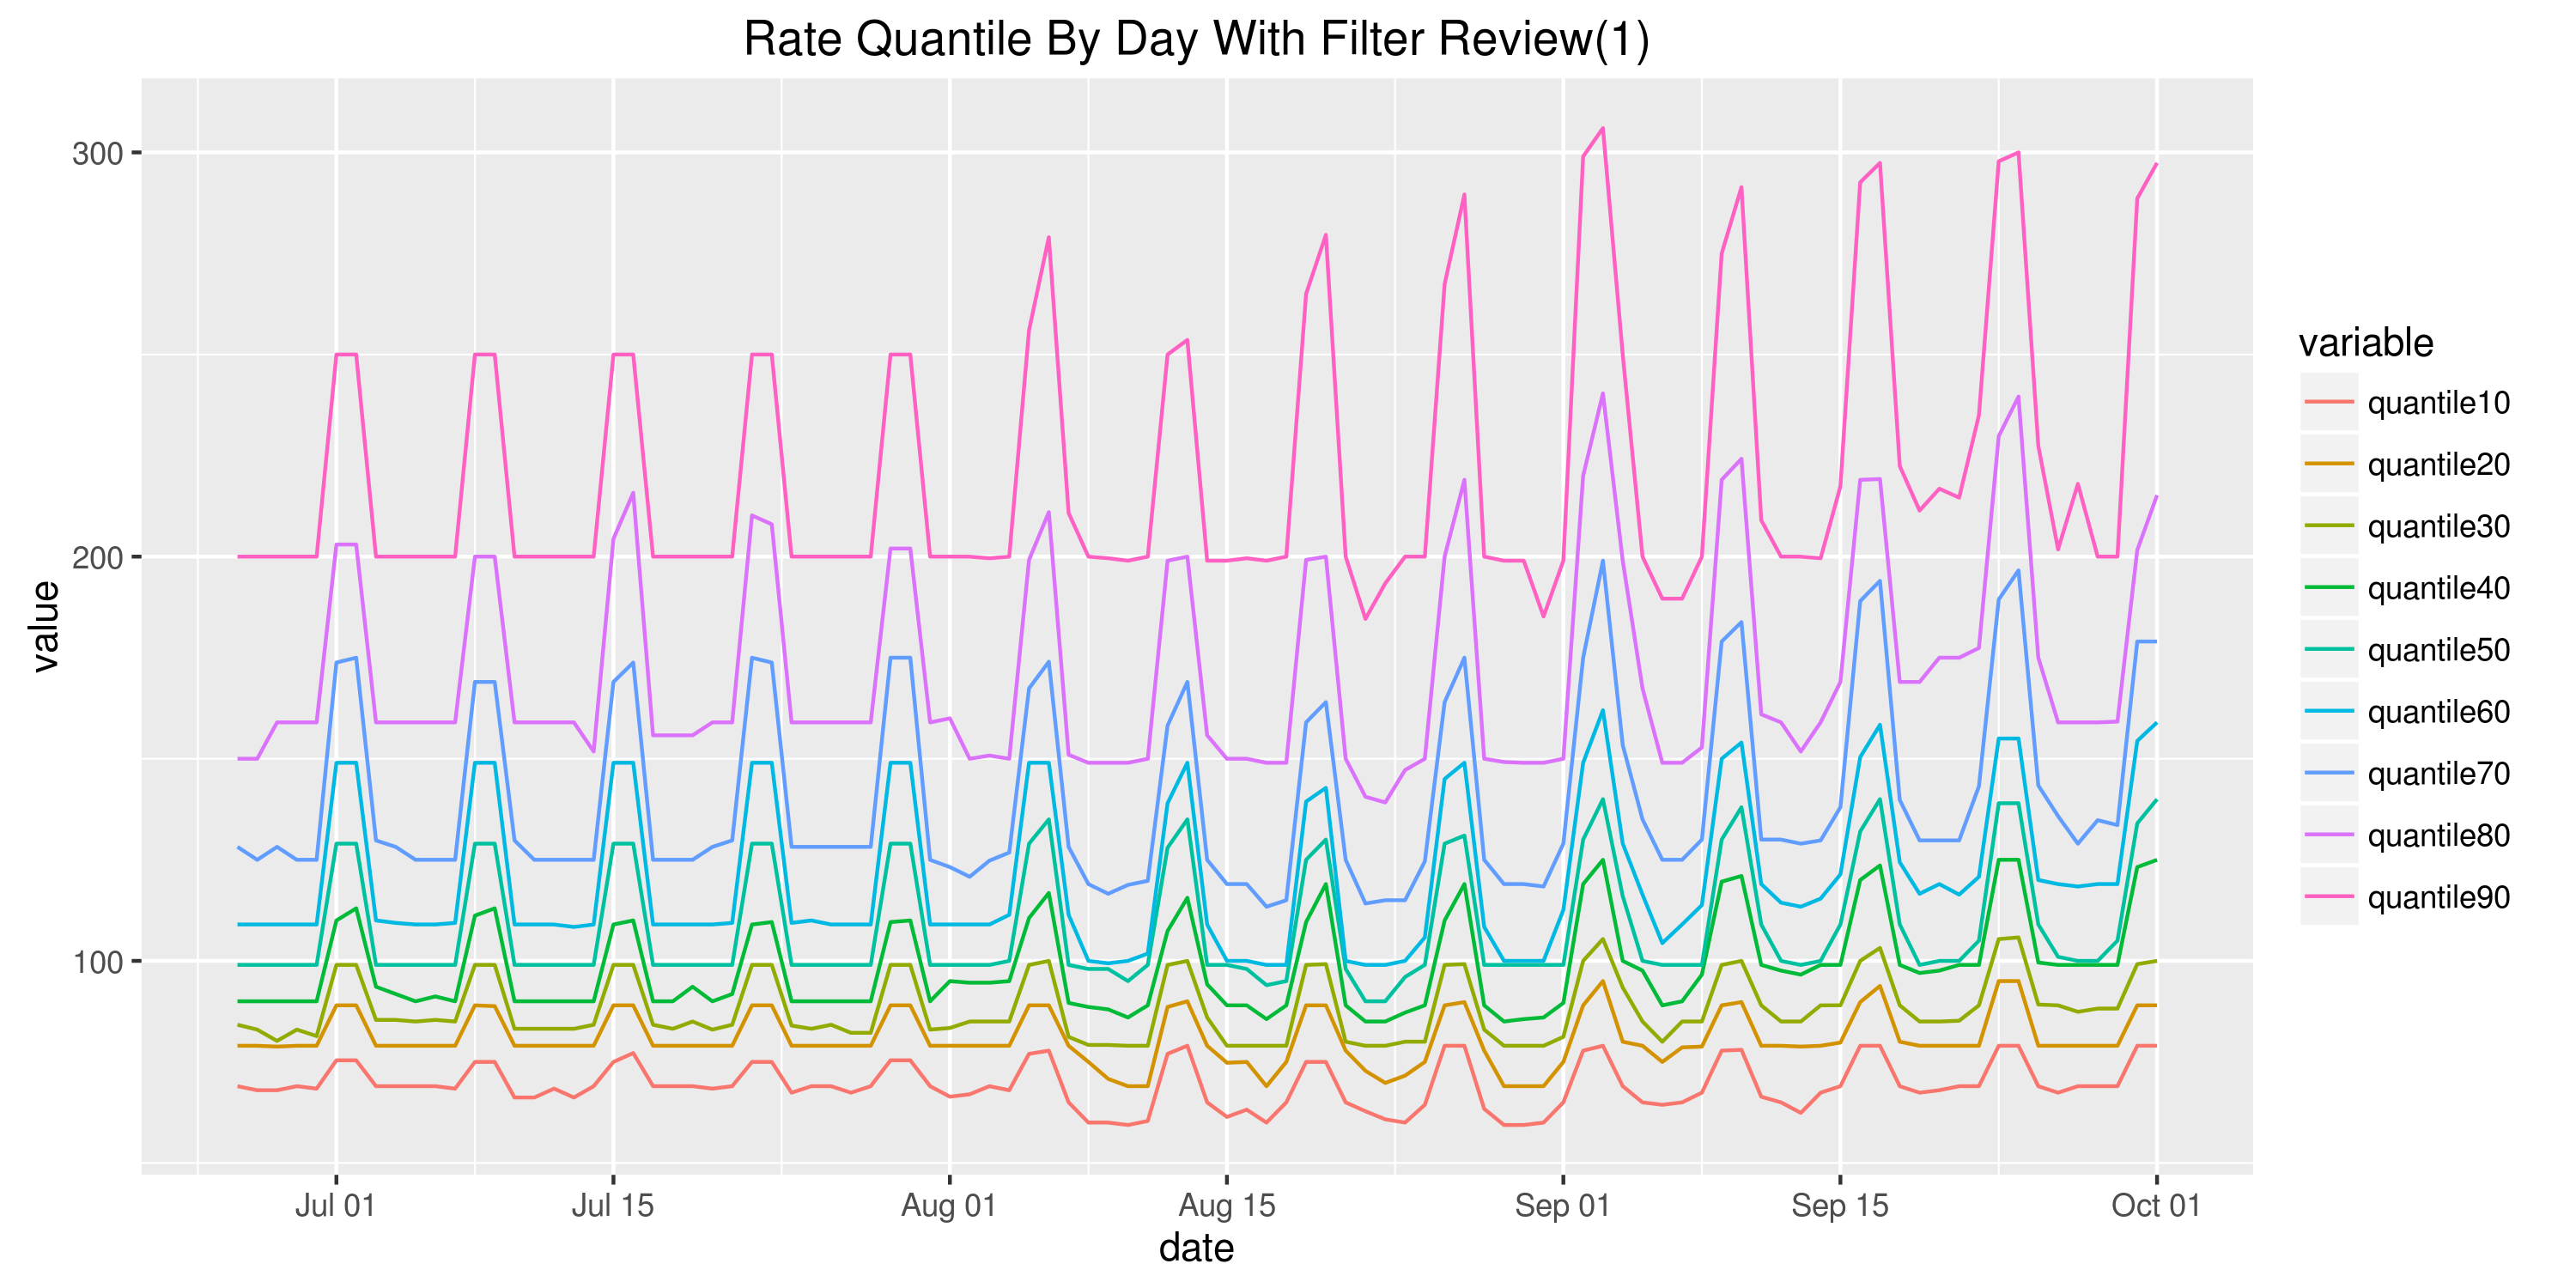 Rate Quantile By Day With Filter Review(1)
300
200
100
value
Jul 01
Jul 15
Aug 01
Aug 15
Sep 01
Sep 15
Oct 01
date
variable
quantile10
quantile20
quantile30
quantile40
quantile50
quantile60
quantile70
quantile80
quantile90